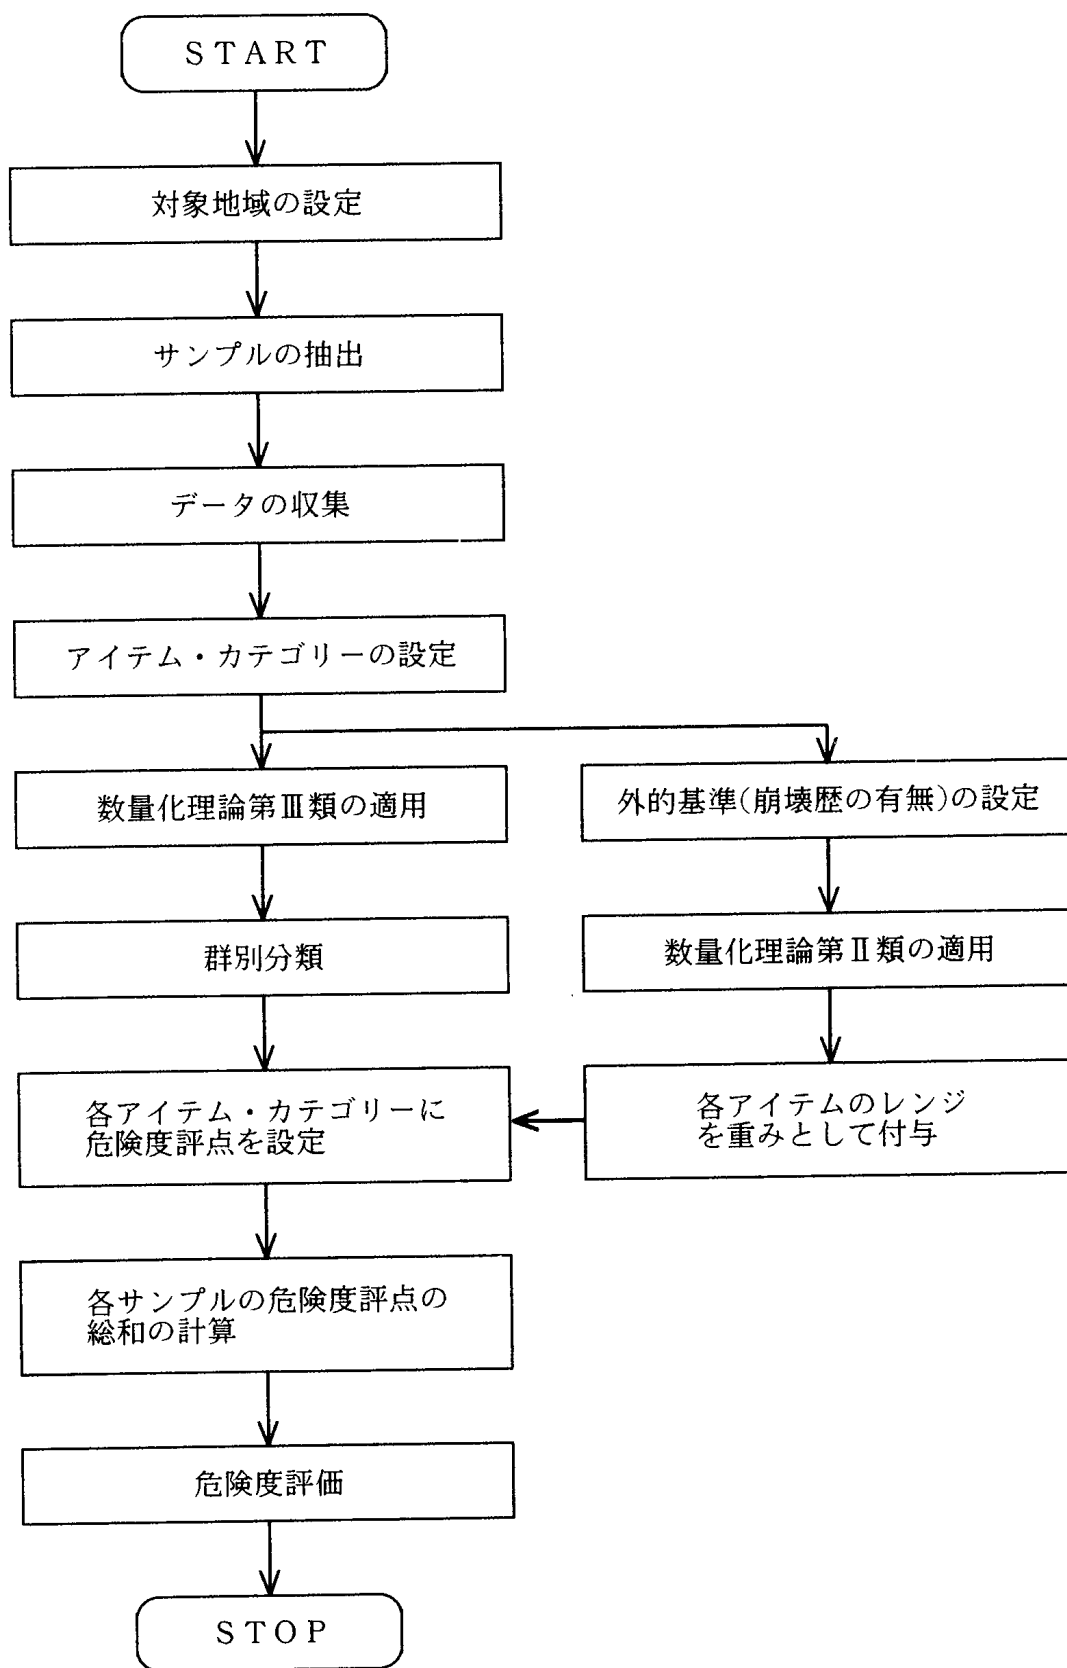 START
対象地域の設定
サンプルの抽出
データの収集
アイテム・カテゴリーの設定
数量化理論第Ⅲ類の適用
外的基準(崩壊歴の有無)の設定
群別分類
数量化理論第Ⅱ類の適用
各アイテム・カテゴリーに
危険度評点を設定
各アイテムのレンジ
を重みとして付与
各サンプルの危険度評点の
総和の計算
危険度評価
STOP